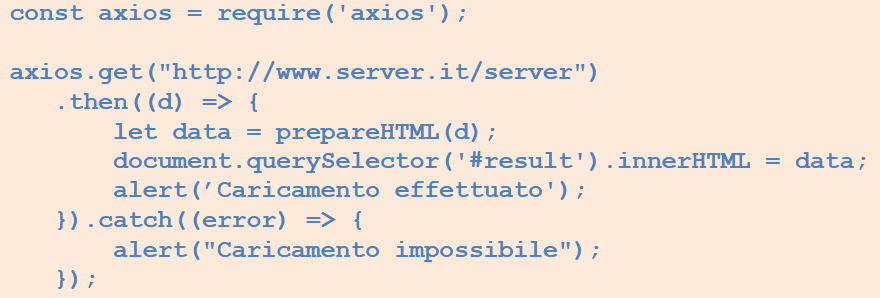 const axios = require('axios');
axios.get("http://www.server.it/server")
.then((d) => {
let data = prepareHTML(d);
document.querySelector('#result').innerHTML = data;
alert(’Caricamento effettuato');
}).catch((error) => {
alert("Caricamento impossibile");
});